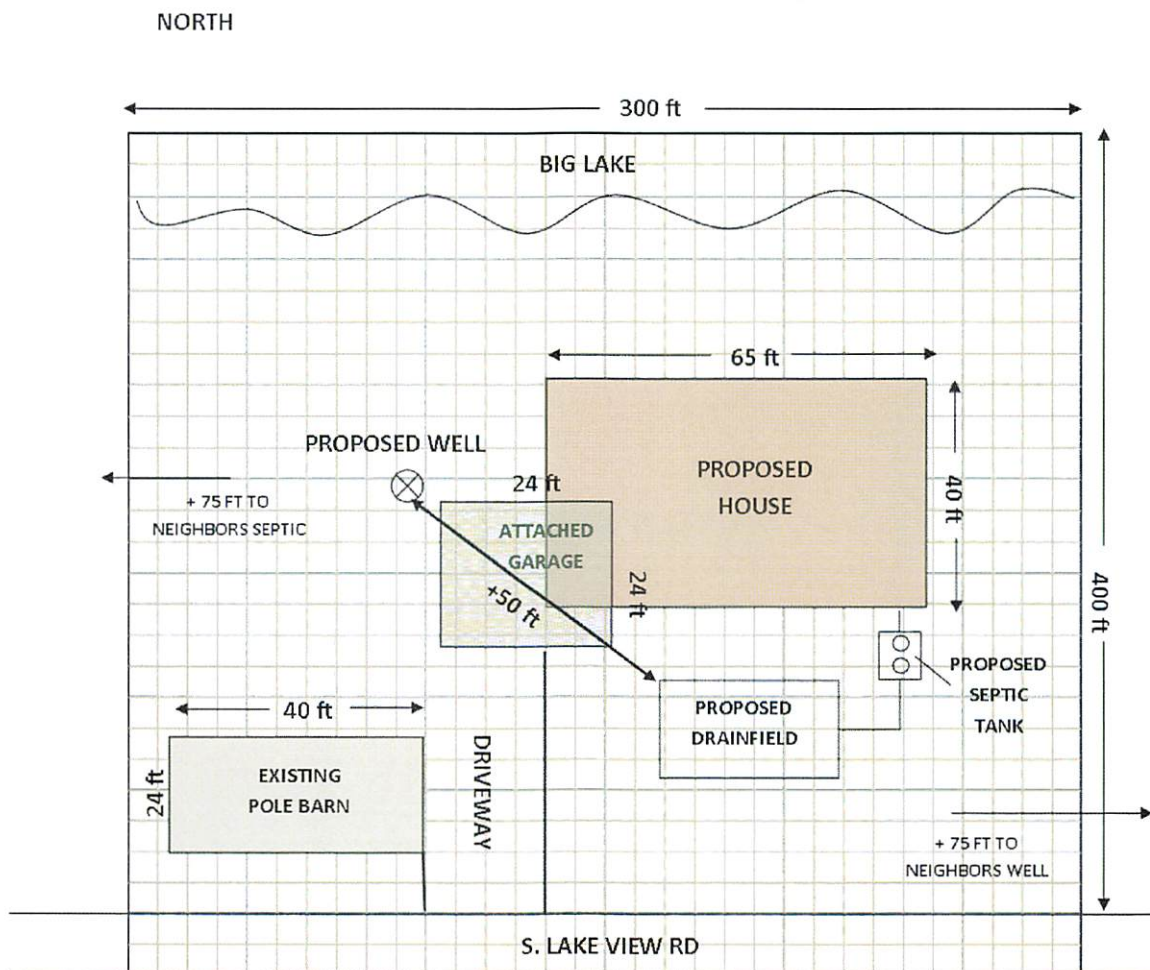 NORTH
300 ft
BIG LAKE
65 ft
PROPOSED WELL
PROPOSED
HOUSE
40 ft
24 ft
+ 75 FT TO
NEIGHBORS SEPTIC
ATTACHED
GARAGE
24 ft
+50 ft
400 ft
PROPOSED
SEPTIC
TANK
PROPOSED
DRAINFIELD
40 ft
24 ft
EXISTING
POLE BARN
DRIVEWAY
+ 75 FT TO
NEIGHBORS WELL
S. LAKE VIEW RD